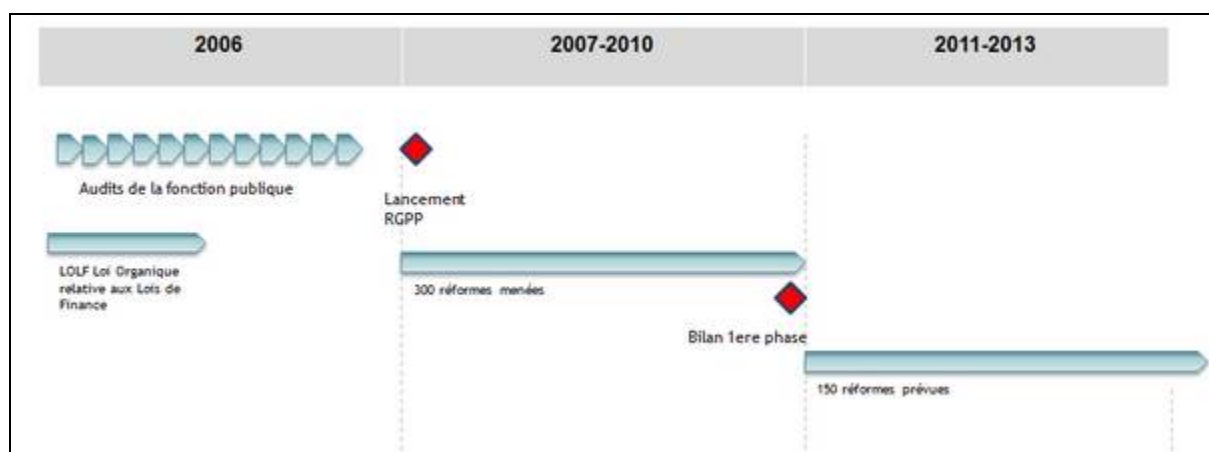 2006
2007-2010
2011-2013
Audits de la fonction publique
Lancement
RGPP
LOLF Loi Organique
relative aux Lois de
Finance
300 réformes menées
Bilan 1ere phase
150 réformes prévues